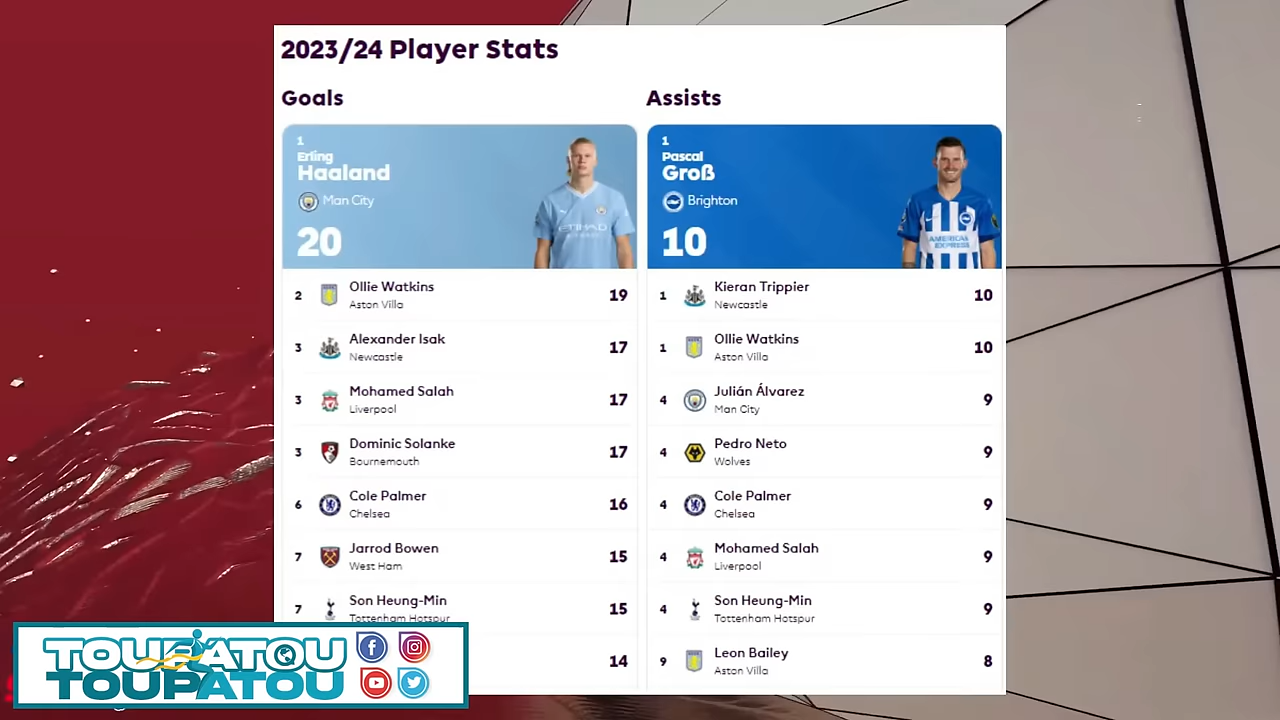 2023/24 Player Stats
Goals
1
Erling
Haaland
Man City
20
2 Ollie Watkins 19
Aston Villa
3 Alexander Isak 17
Newcastle
3 Mohamed Salah 17
Liverpool
3 Dominic Solanke 17
Bournemouth
6 Cole Palmer 16
Chelsea
7 Jarrod Bowen 15
West Ham
7 Son Heung-Min 15
Tottenham Hotspur
14
Assists
1
Pascal
Groß
Brighton
10
1 Kieran Trippier 10
Newcastle
1 Ollie Watkins 10
Aston Villa
4 Julián Álvarez 9
Man City
4 Pedro Neto 9
Wolves
4 Cole Palmer 9
Chelsea
4 Mohamed Salah 9
Liverpool
4 Son Heung-Min 9
Tottenham Hotspur
9 Leon Bailey 8
Aston Villa
ETIHAD
AMERICAN
EXPRESS
TOUPATOU
TOUPATOU